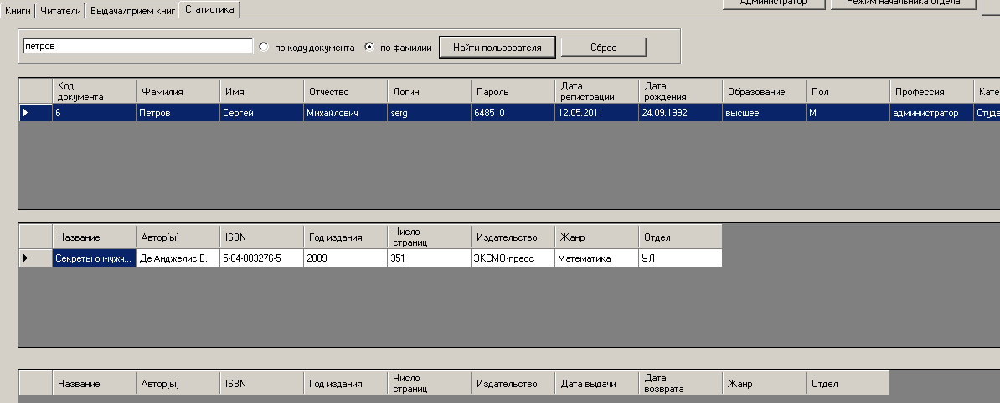 Администратор Режим начальника отдела
Книги Читатели Выдача/прием книг Статистика
петров по коду документа по фамилии Найти пользователя Сброс
Код документа Фамилия Имя Отчество Логин Пароль Дата регистрации Дата рождения Образование Пол Профессия Кате
6 Петров Сергей Михайлович serg 648510 12.05.2011 24.09.1992 высшее М администратор Студе
Название Автор(ы) ISBN Год издания Число страниц Издательство Жанр Отдел
Секреты о мужч... Де Анджелис Б. 5-04-003276-5 2009 351 ЭКСМО-пресс Математика УЛ
Название Автор(ы) ISBN Год издания Число страниц Издательство Дата выдачи Дата возврата Жанр Отдел